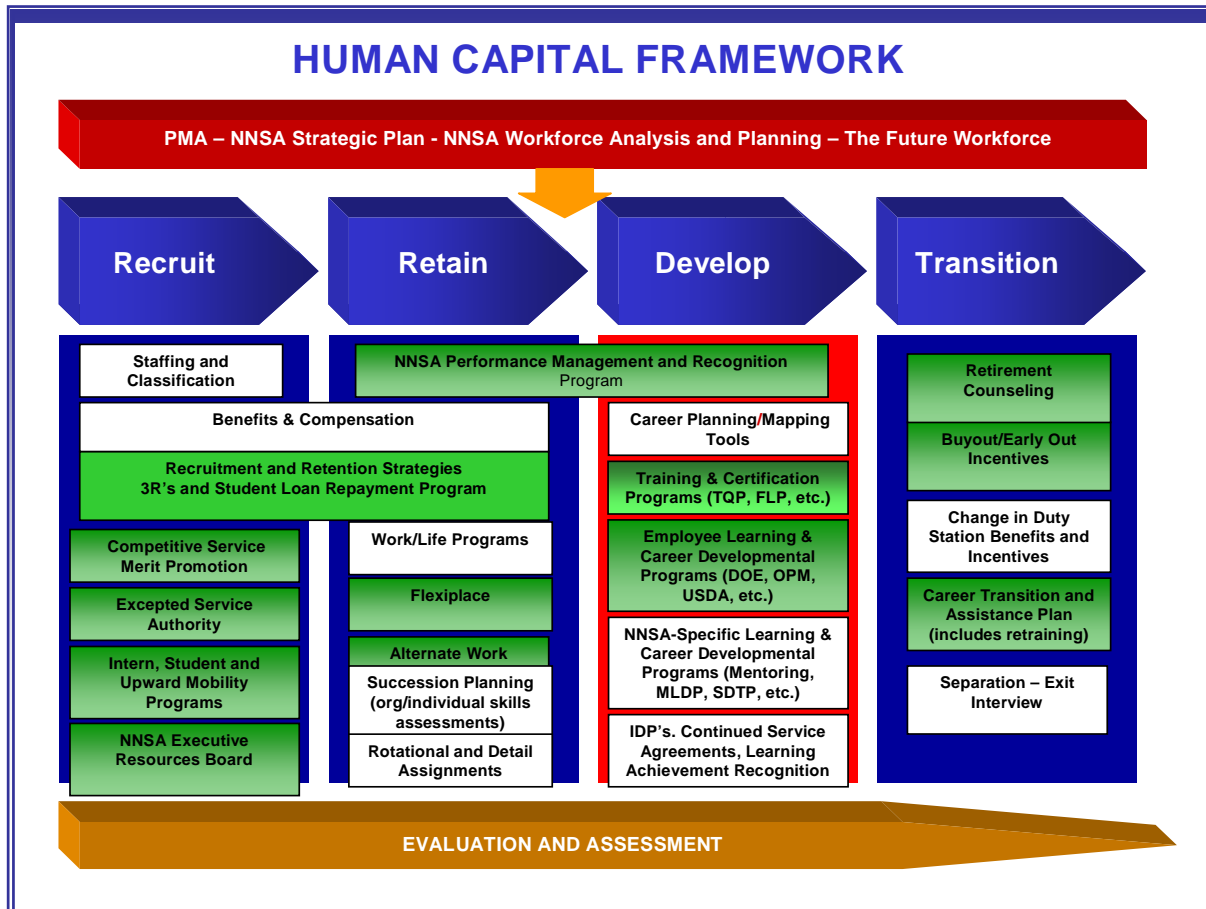 HUMAN CAPITAL FRAMEWORK
PMA – NNSA Strategic Plan - NNSA Workforce Analysis and Planning – The Future Workforce
Recruit
Retain
Develop
Transition
Staffing and
Classification
NNSA Performance Management and Recognition
Program
Benefits & Compensation
Recruitment and Retention Strategies
3R's and Student Loan Repayment Program
Competitive Service
Merit Promotion
Excepted Service
Authority
Intern, Student and
Upward Mobility
Programs
NNSA Executive
Resources Board
Work/Life Programs
Flexiplace
Alternate Work
Succession Planning
(org/individual skills
assessments)
Rotational and Detail
Assignments
Career Planning/Mapping
Tools
Training & Certification
Programs (TQP, FLP, etc.)
Employee Learning &
Career Developmental
Programs (DOE, OPM,
USDA, etc.)
NNSA-Specific Learning &
Career Developmental
Programs (Mentoring,
MLDP, SDTP, etc.)
IDP's. Continued Service
Agreements, Learning
Achievement Recognition
Retirement
Counseling
Buyout/Early Out
Incentives
Change in Duty
Station Benefits and
Incentives
Career Transition and
Assistance Plan
(includes retraining)
Separation – Exit
Interview
EVALUATION AND ASSESSMENT